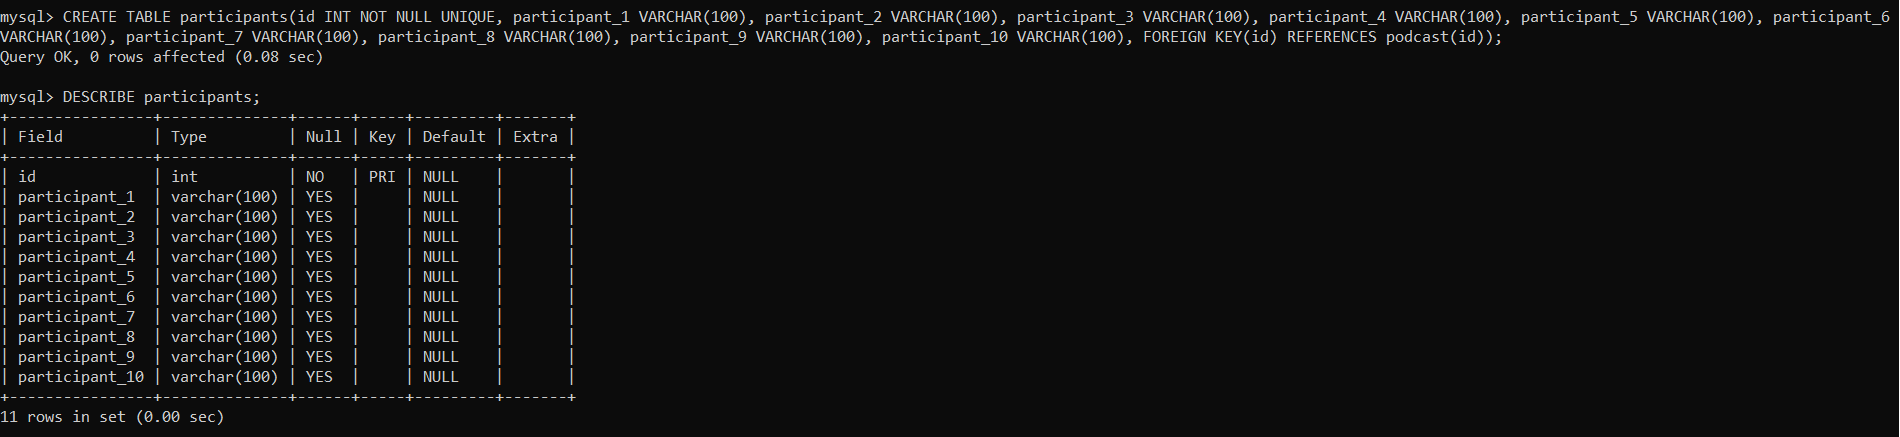 mysql> CREATE TABLE participants(id INT NOT NULL UNIQUE, participant_1 VARCHAR(100), participant_2 VARCHAR(100), participant_3 VARCHAR(100), participant_4 VARCHAR(100), participant_5 VARCHAR(100), participant_6
VARCHAR(100), participant_7 VARCHAR(100), participant_8 VARCHAR(100), participant_9 VARCHAR(100), participant_10 VARCHAR(100), FOREIGN KEY(id) REFERENCES podcast(id));
Query OK, 0 rows affected (0.08 sec)

mysql> DESCRIBE participants;
+----------------+--------------+------+-----+---------+-------+
| Field          | Type         | Null | Key | Default | Extra |
+----------------+--------------+------+-----+---------+-------+
| id             | int          | NO   | PRI | NULL    |       |
| participant_1  | varchar(100) | YES  |     | NULL    |       |
| participant_2  | varchar(100) | YES  |     | NULL    |       |
| participant_3  | varchar(100) | YES  |     | NULL    |       |
| participant_4  | varchar(100) | YES  |     | NULL    |       |
| participant_5  | varchar(100) | YES  |     | NULL    |       |
| participant_6  | varchar(100) | YES  |     | NULL    |       |
| participant_7  | varchar(100) | YES  |     | NULL    |       |
| participant_8  | varchar(100) | YES  |     | NULL    |       |
| participant_9  | varchar(100) | YES  |     | NULL    |       |
| participant_10 | varchar(100) | YES  |     | NULL    |       |
+----------------+--------------+------+-----+---------+-------+
11 rows in set (0.00 sec)